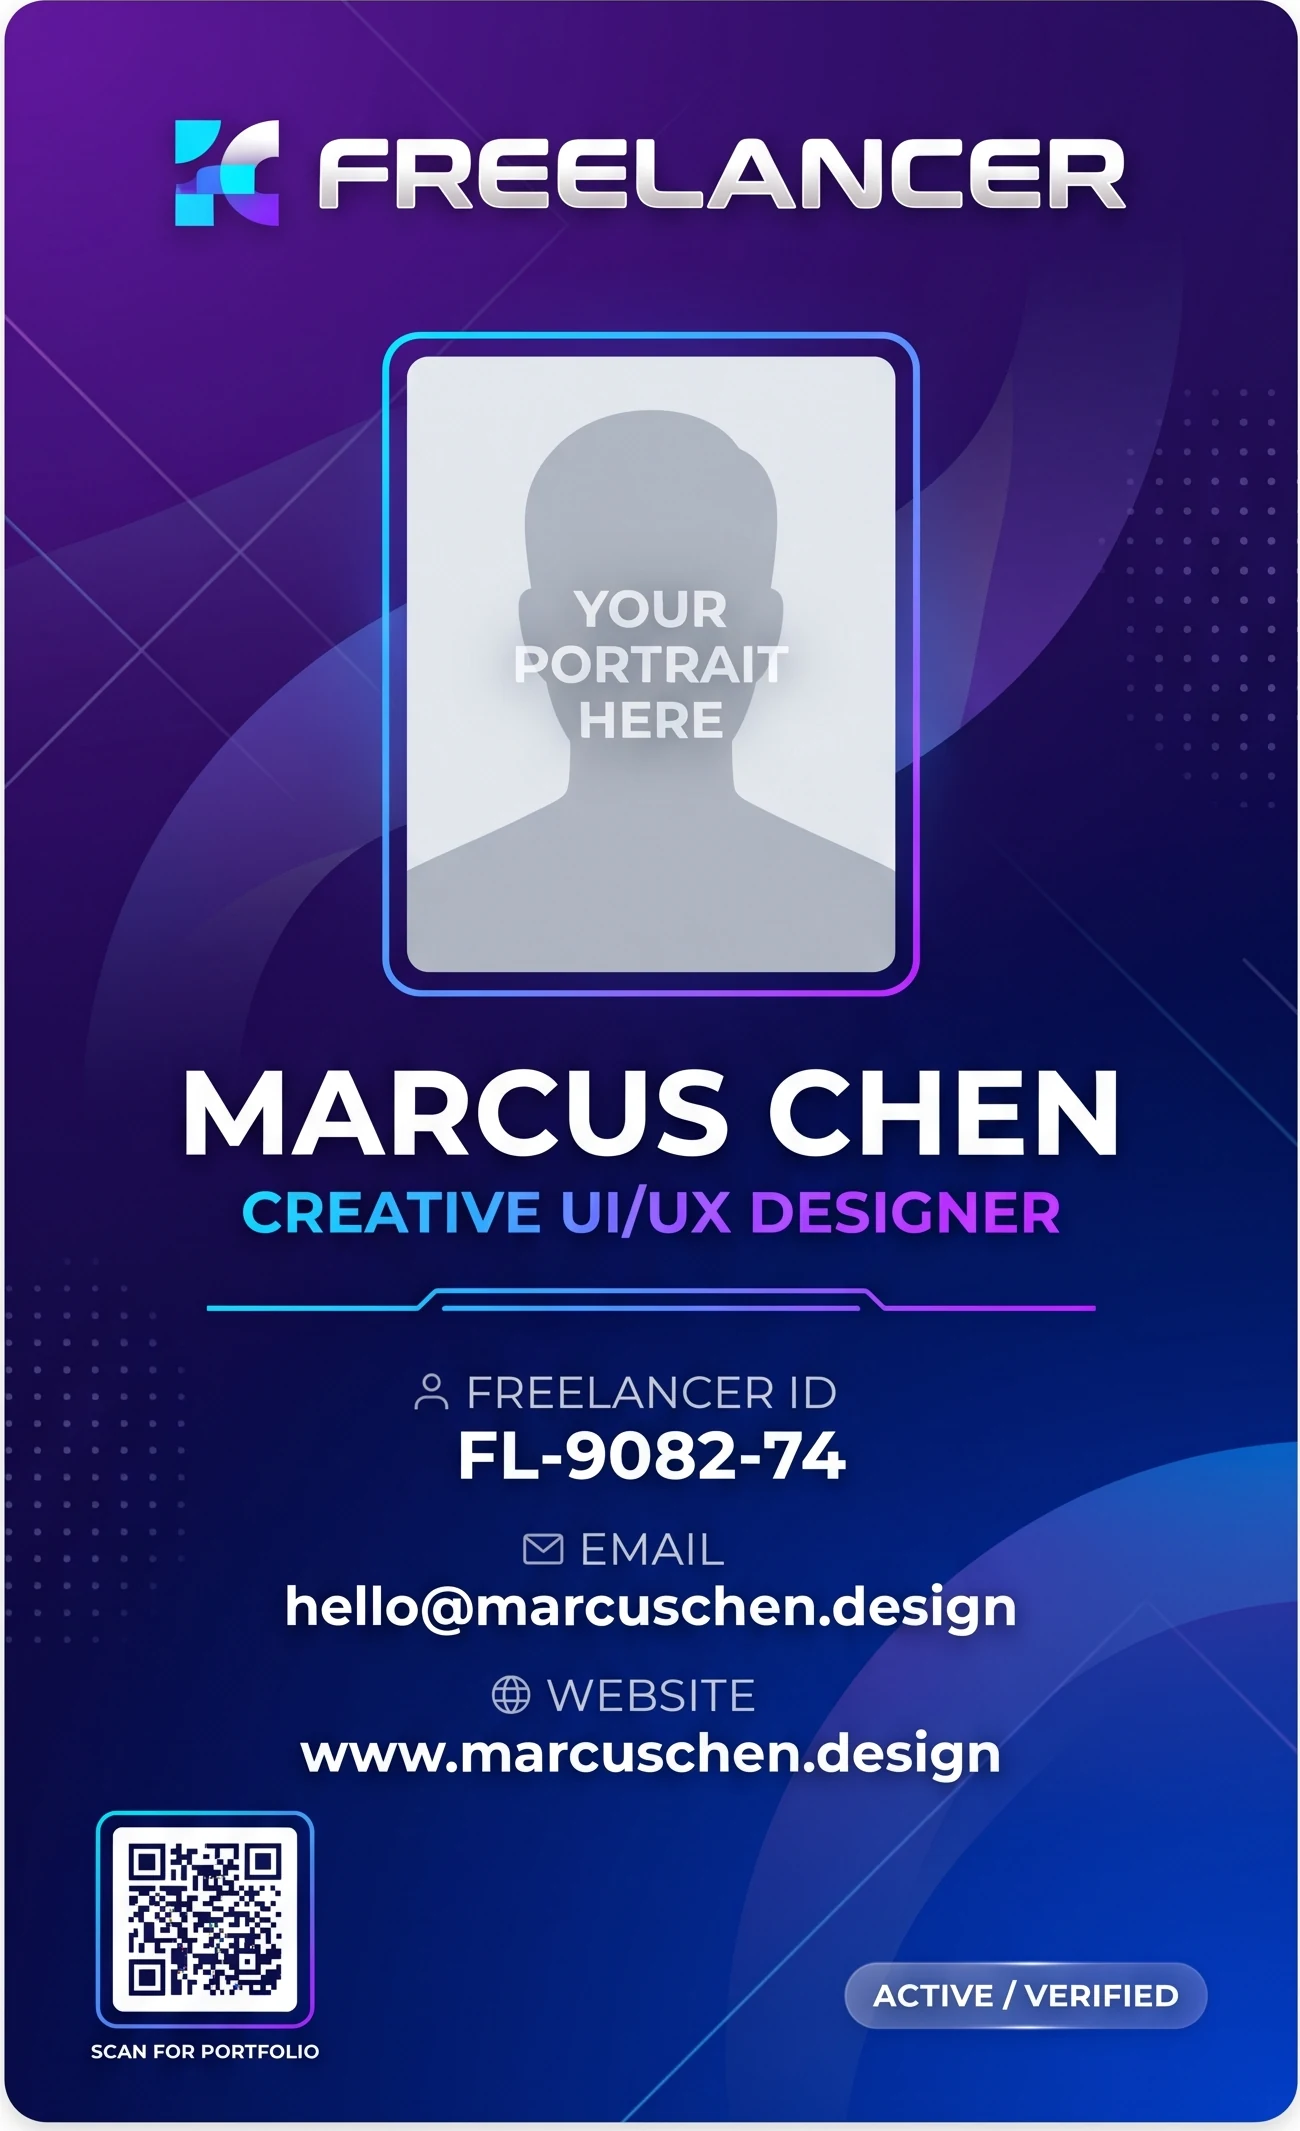 FREELANCER
YOUR
PORTRAIT
HERE
MARCUS CHEN
CREATIVE UI/UX DESIGNER
FREELANCER ID
FL-9082-74
EMAIL
hello@marcuschen.design
WEBSITE
www.marcuschen.design
SCAN FOR PORTFOLIO
ACTIVE / VERIFIED